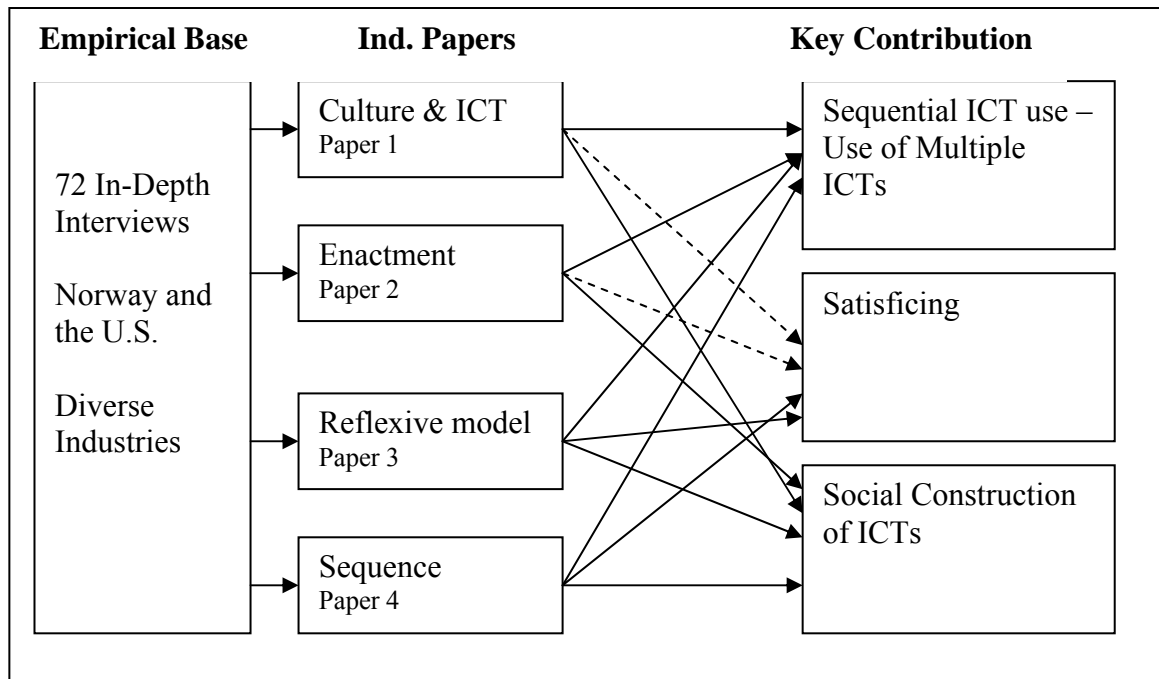 Empirical Base
Ind. Papers
Key Contribution
72 In-Depth
Interviews
Norway and
the U.S.
Diverse
Industries
Culture & ICT
Paper 1
Enactment
Paper 2
Reflexive model
Paper 3
Sequence
Paper 4
Sequential ICT use –
Use of Multiple
ICTs
Satisficing
Social Construction
of ICTs